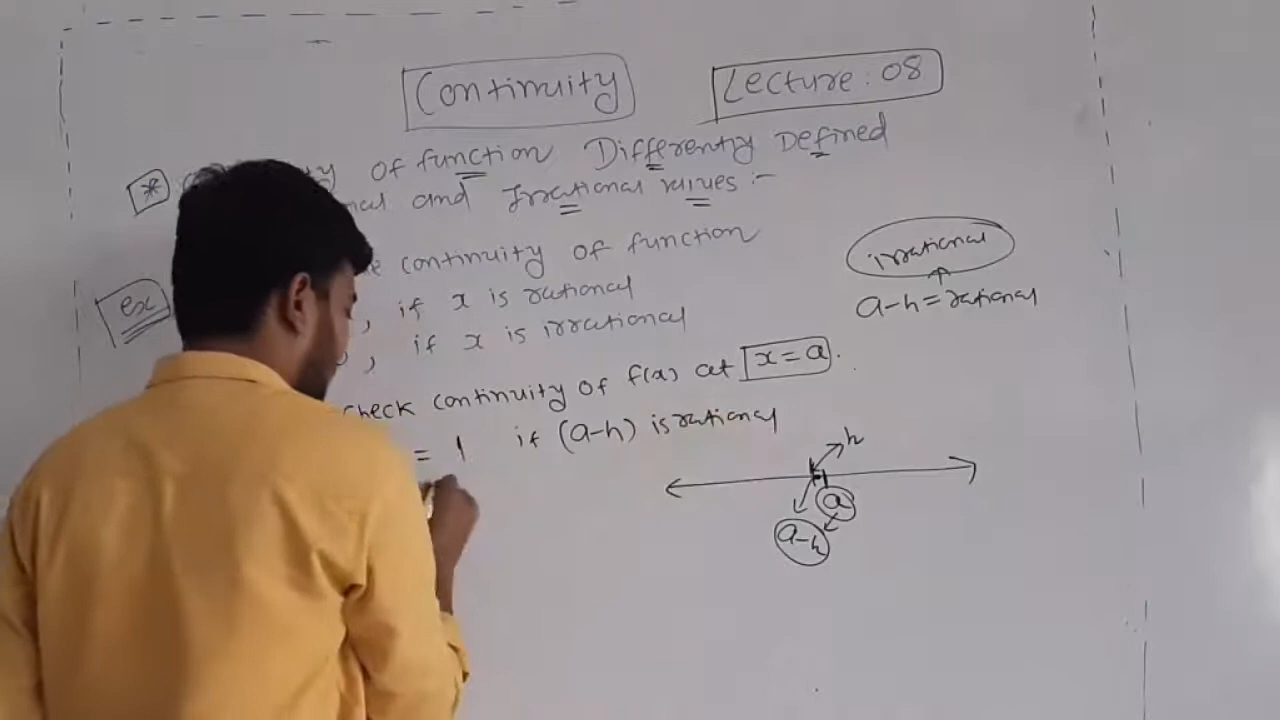 Continuity
Lecture: 08
* of function Differently Defined
and Irrational values :-
ex continuity of function
, if x is rational
, if x is irrational
irrational
a-h = rational
check continuity of f(x) at x = a.
= 1 if (a-h) is rational
h
a
a-h